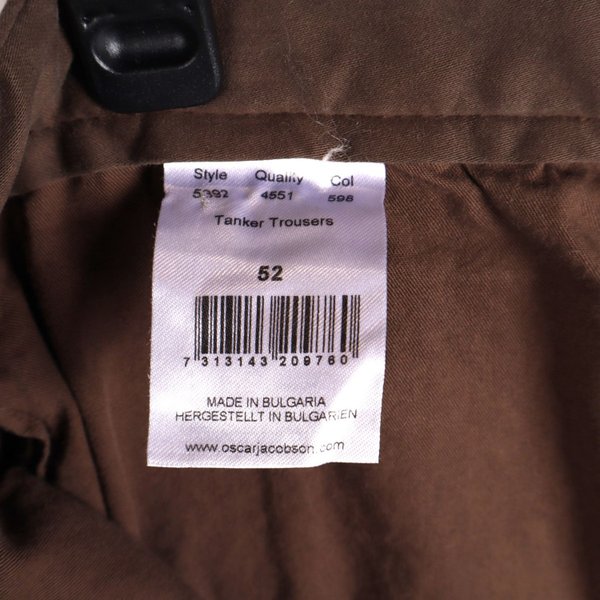 Style Quality Col
5392 4551 598
Tanker Trousers
52
7 313143 209760
MADE IN BULGARIA
HERGESTELLT IN BULGARIEN
www.oscarjacobson.com